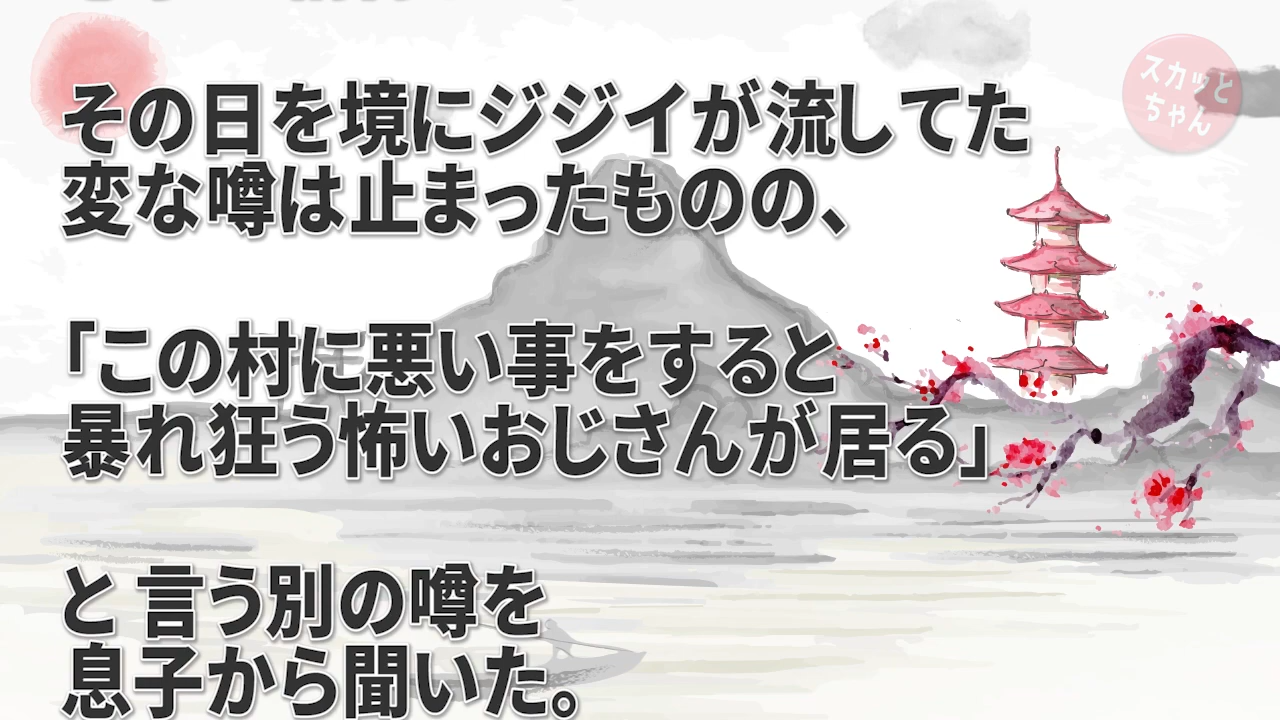 スカッと
ちゃん
その日を境にジジイが流してた
変な噂は止まったものの、
「この村に悪い事をすると
暴れ狂う怖いおじさんが居る」
と言う別の噂を
息子から聞いた。